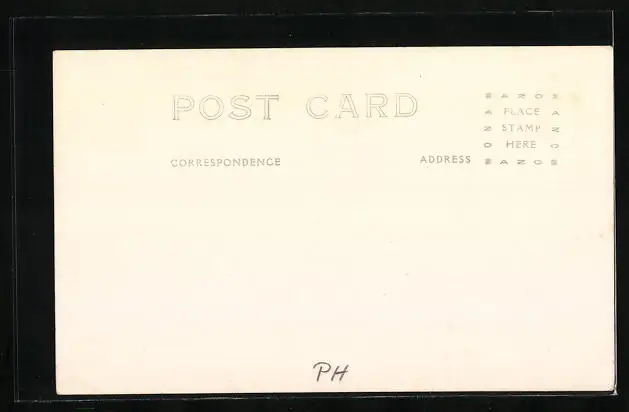 POST CARD
CORRESPONDENCE
ADDRESS
E A Z O E
A PLACE A
Z STAMP Z
O HERE O
E A Z O E
PH